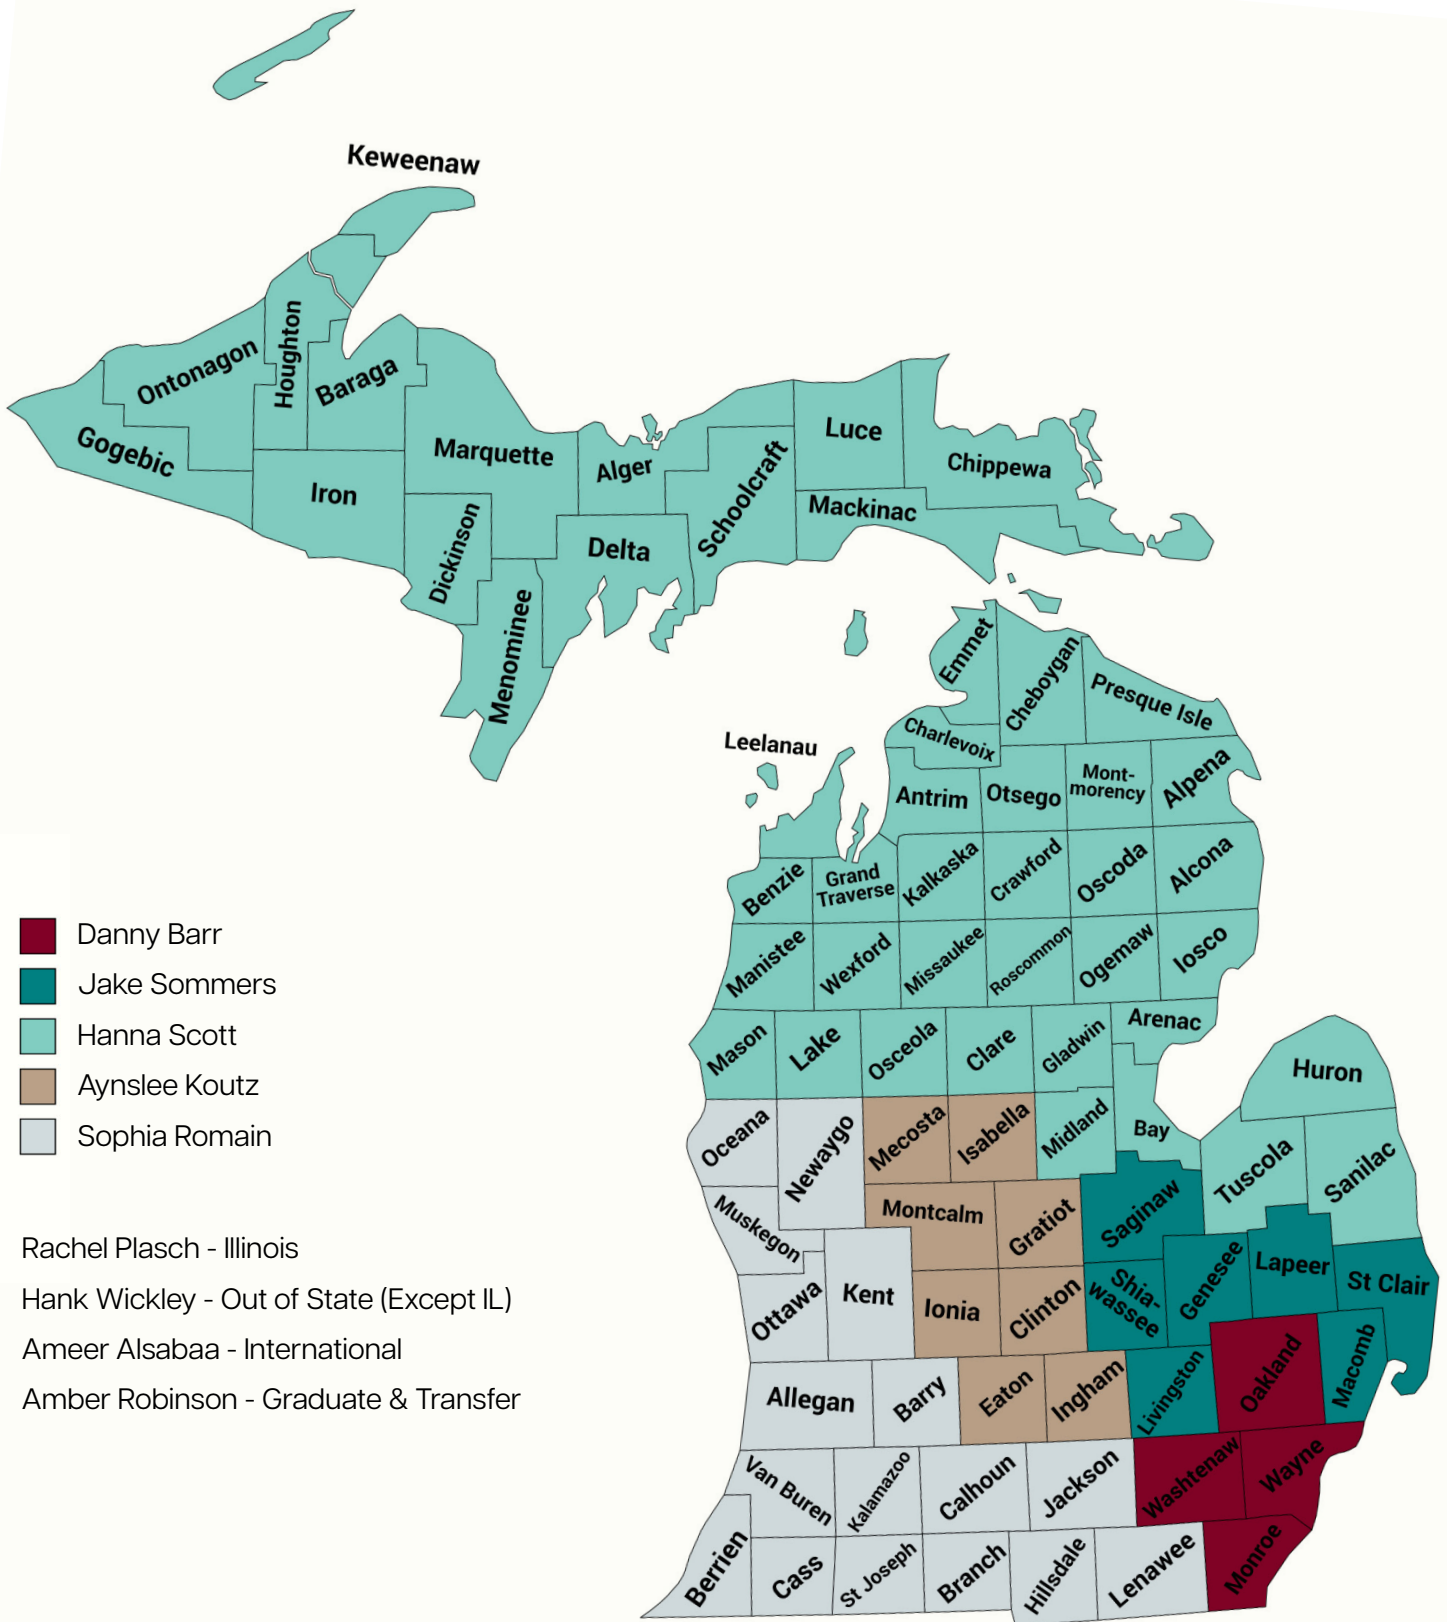 Keweenaw
Houghton
Ontonagon
Baraga
Gogebic
Marquette
Iron
Alger
Luce
Chippewa
Schoolcraft
Mackinac
Dickinson
Delta
Menominee
Emmet
Cheboygan
Presque Isle
Charlevoix
Leelanau
Antrim
Otsego
Mont-
morency
Alpena
Benzie
Grand
Traverse
Kalkaska
Crawford
Oscoda
Alcona
Manistee
Wexford
Missaukee
Roscommon
Ogemaw
Iosco
Mason
Lake
Osceola
Clare
Gladwin
Arenac
Huron
Oceana
Newaygo
Mecosta
Isabella
Midland
Bay
Tuscola
Sanilac
Muskegon
Montcalm
Gratiot
Saginaw
Ottawa
Kent
Ionia
Clinton
Shia-
wassee
Genesee
Lapeer
St Clair
Allegan
Barry
Eaton
Ingham
Livingston
Oakland
Macomb
Van Buren
Kalamazoo
Calhoun
Jackson
Washtenaw
Wayne
Berrien
Cass
St Joseph
Branch
Hillsdale
Lenawee
Monroe
Danny Barr
Jake Sommers
Hanna Scott
Aynslee Koutz
Sophia Romain
Rachel Plasch - Illinois
Hank Wickley - Out of State (Except IL)
Ameer Alsabaa - International
Amber Robinson - Graduate & Transfer